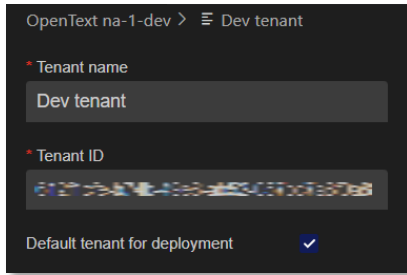 OpenText na-1-dev > Dev tenant
* Tenant name
Dev tenant
* Tenant ID
Default tenant for deployment